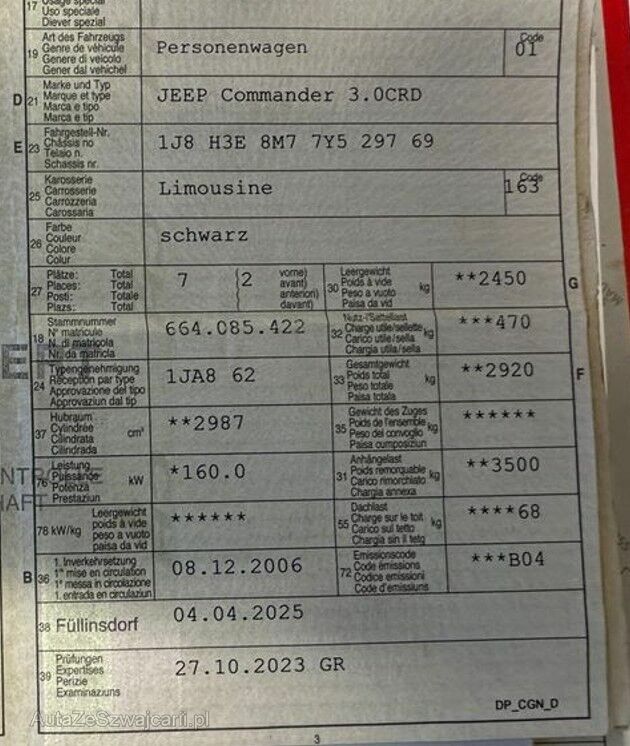 17 Usage spécial
Uso speciale
Diever spezial
19 Art des Fahrzeugs
Genre de véhicule
Genere di veicolo
Gener dal vehichel
Personenwagen
Code
01
D 21 Marke und Typ
Marque et type
Marca e tipo
Marca e tip
JEEP Commander 3.0CRD
E 23 Fahrgestell-Nr.
Châssis no
Telaio n.
Schassis nr.
1J8 H3E 8M7 7Y5 297 69
25 Karosserie
Carrosserie
Carrozzeria
Carossaria
Limousine
Code
163
26 Farbe
Couleur
Colore
Colur
schwarz
27 Plätze: Total
Places: Total
Posti: Totale
Plazs: Total
7 (2 vorne)
avant)
anteriori)
davant)
30 Leergewicht
Poids à vide
Peso a vuoto
Paisa da vid
kg
**2450
G
18 Stammnummer
N° matricule
N. di matricola
Nr. da matricla
664.085.422
32 Nutz-/Sattellast
Charge utile/sellette
Carico utile/sella
Chargia utila/sella
kg
***470
24 Typengenehmigung
Réception par type
Approvazione del tipo
Approvaziun dal tip
1JA8 62
33 Gesamtgewicht
Poids total
Peso totale
Paisa totala
kg
**2920
F
37 Hubraum
Cylindrée
Cilindrata
Cilindrada
cm³
**2987
35 Gewicht des Zuges
Poids de l'ensemble
Peso del convoglio
Paisa cumposiziun
kg
******
76 Leistung
Puissance
Potenza
Prestaziun
kW
*160.0
31 Anhängelast
Poids remorquable
Carico rimorchiato
Chargia annexa
kg
**3500
78 kW/kg
Leergewicht
poids à vide
peso a vuoto
paisa da vid
******
55 Dachlast
Charge sur le toit
Carico sul tetto
Chargia sin il tetg
kg
****68
B 36 1. Inverkehrsetzung
1re mise en circulation
1a messa in circolazione
1. entrada en circulaziun
08.12.2006
72 Emissionscode
Code émissions
Codice emissioni
Code d'emissiuns
***B04
38 Füllinsdorf
04.04.2025
39 Prüfungen
Expertises
Perizie
Examinaziuns
27.10.2023 GR
DP_CGN_D
3
AutaZeSzwajcarii.pl